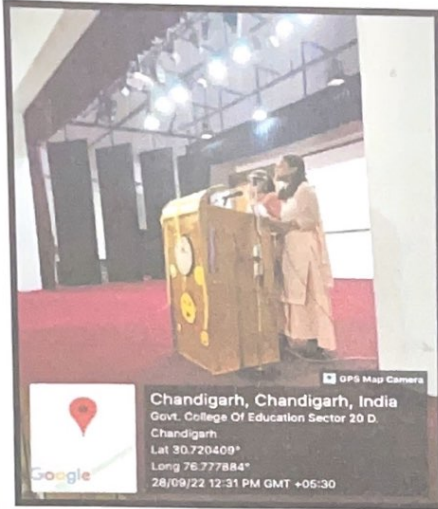 GPS Map Camera
Chandigarh, Chandigarh, India
Govt. College Of Education Sector 20 D,
Chandigarh
Lat 30.720409°
Long 76.777884°
28/09/22 12:31 PM GMT +05:30
Google